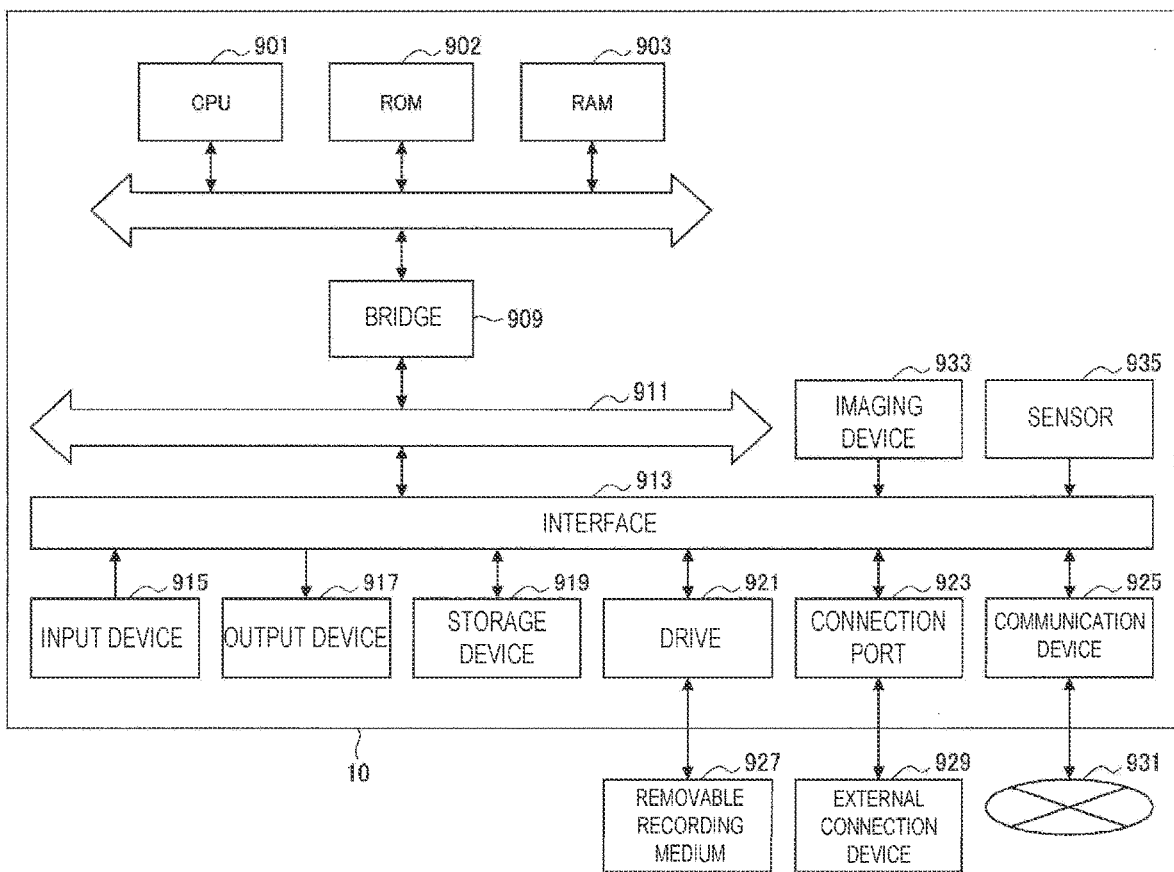 901
902
903
CPU
ROM
RAM
BRIDGE
909
911
933
935
IMAGING
DEVICE
SENSOR
913
INTERFACE
915
917
919
921
923
925
INPUT DEVICE
OUTPUT DEVICE
STORAGE
DEVICE
DRIVE
CONNECTION
PORT
COMMUNICATION
DEVICE
10
927
929
931
REMOVABLE
RECORDING
MEDIUM
EXTERNAL
CONNECTION
DEVICE